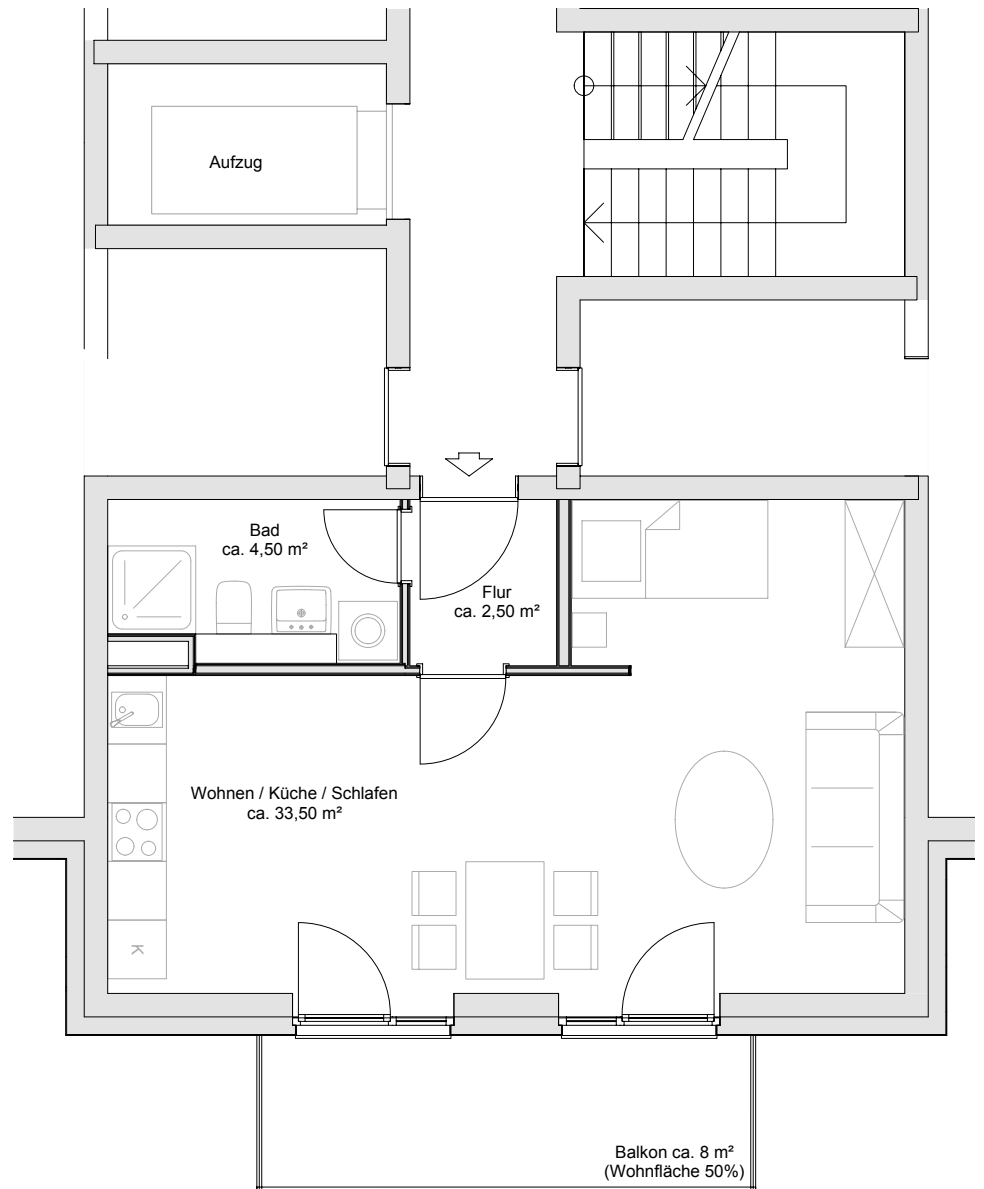 Aufzug
Bad
ca. 4,50 m²
Flur
ca. 2,50 m²
Wohnen / Küche / Schlafen
ca. 33,50 m²
K
Balkon ca. 8 m²
(Wohnfläche 50%)